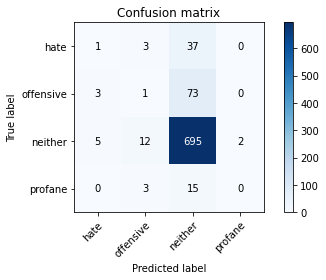 Confusion matrix
True label
hate 1 3 37 0
offensive 3 1 73 0
neither 5 12 695 2
profane 0 3 15 0
hate offensive neither profane
Predicted label
600
500
400
300
200
100
0